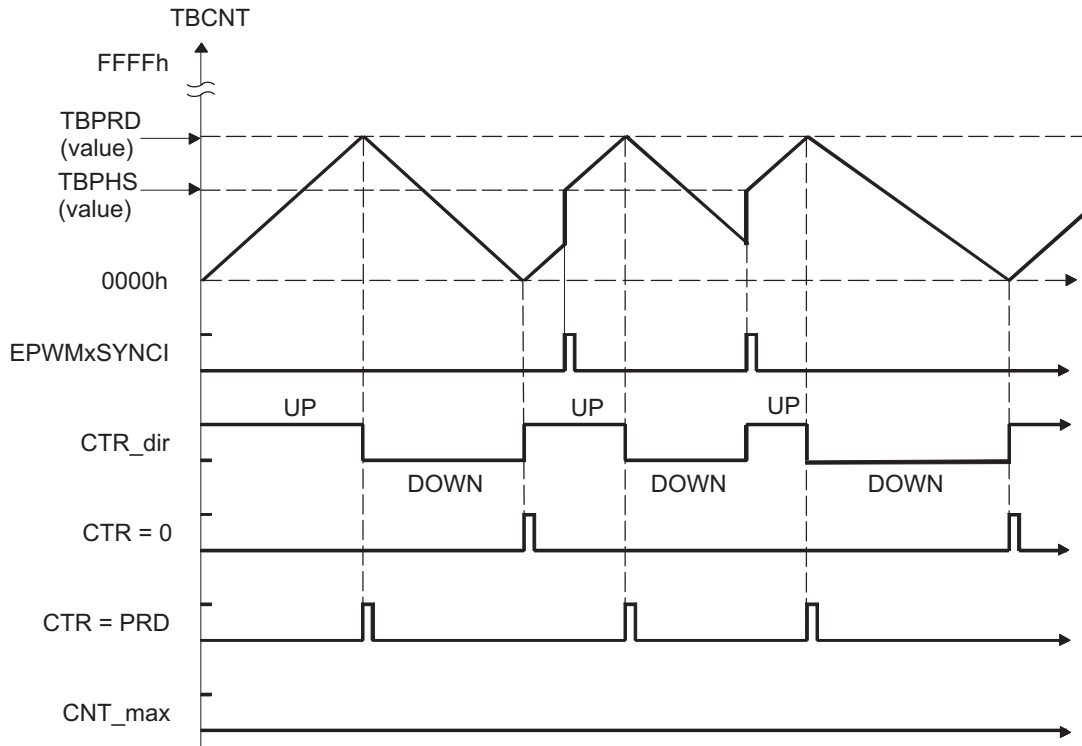 TBCNT
FFFFh
TBPRD
(value)
TBPHS
(value)
0000h
EPWMxSYNCI
UP UP UP
CTR_dir
DOWN DOWN DOWN
CTR = 0
CTR = PRD
CNT_max